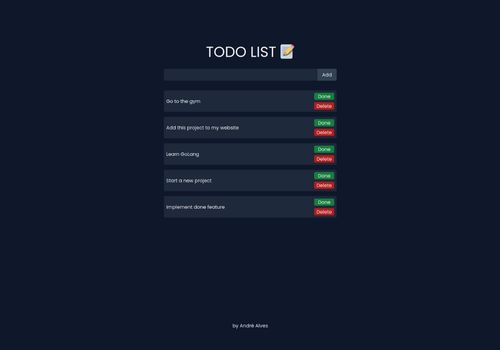 TODO LIST 📝
Add
Go to the gym
Done
Delete
Add this project to my website
Done
Delete
Learn GoLang
Done
Delete
Start a new project
Done
Delete
Implement done feature
Done
Delete
by André Alves